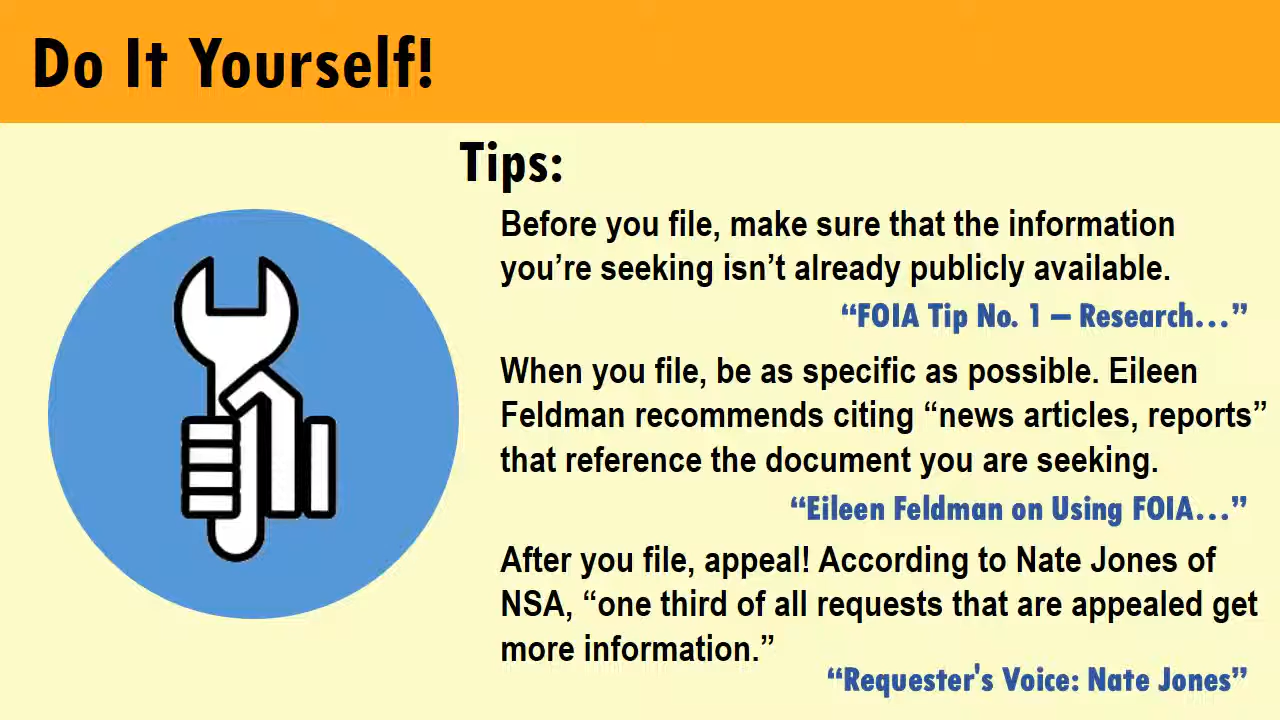 Do It Yourself!
Tips:
Before you file, make sure that the information
you’re seeking isn’t already publicly available.
“FOIA Tip No. 1 – Research…”
When you file, be as specific as possible. Eileen
Feldman recommends citing “news articles, reports”
that reference the document you are seeking.
“Eileen Feldman on Using FOIA…”
After you file, appeal! According to Nate Jones of
NSA, “one third of all requests that are appealed get
more information.”
“Requester's Voice: Nate Jones”